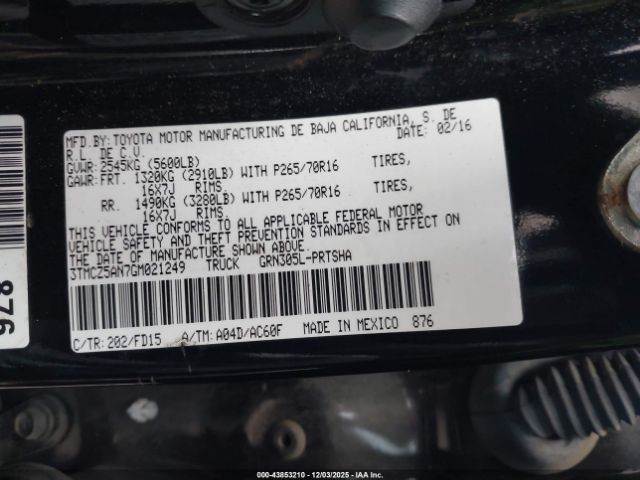 MFD.BY:TOYOTA MOTOR MANUFACTURING DE BAJA CALIFORNIA, S. DE
R.L. DE C.V. DATE: 02/16
GVWR:2545KG (5600LB)
GAWR:FRT. 1320KG (2910LB) WITH P265/70R16 TIRES,
16X7J RIMS,
RR. 1490KG (3280LB) WITH P265/70R16 TIRES,
16X7J RIMS.
THIS VEHICLE CONFORMS TO ALL APPLICABLE FEDERAL MOTOR
VEHICLE SAFETY AND THEFT PREVENTION STANDARDS IN EFFECT ON
THE DATE OF MANUFACTURE SHOWN ABOVE.
3TMCZ5AN7GM021249 TRUCK GRN305L-PRTSHA
C/TR:202/FD15 A/TM:A04D/AC60F MADE IN MEXICO 876
876
000-43853210 - 12/03/2025 - IAA Inc.